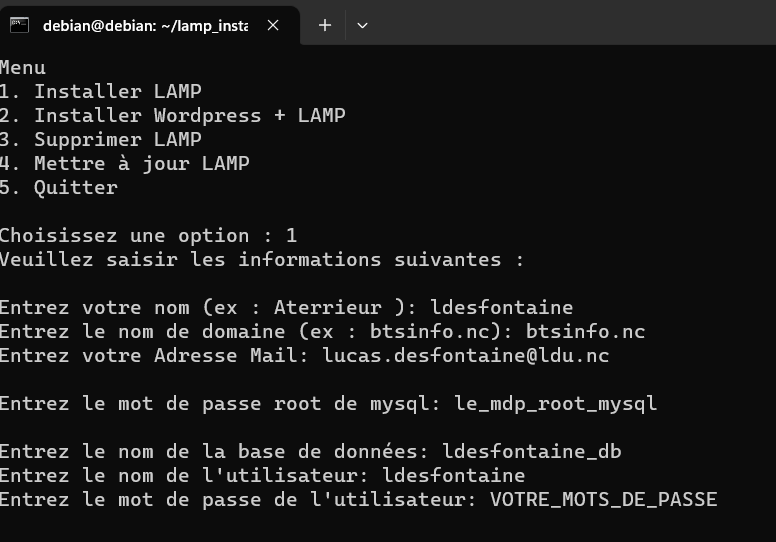 debian@debian: ~/lamp_insta
Menu
1. Installer LAMP
2. Installer Wordpress + LAMP
3. Supprimer LAMP
4. Mettre à jour LAMP
5. Quitter
Choisissez une option : 1
Veuillez saisir les informations suivantes :
Entrez votre nom (ex : Aterrieur ): ldesfontaine
Entrez le nom de domaine (ex : btsinfo.nc): btsinfo.nc
Entrez votre Adresse Mail: lucas.desfontaine@ldu.nc
Entrez le mot de passe root de mysql: le_mdp_root_mysql
Entrez le nom de la base de données: ldesfontaine_db
Entrez le nom de l'utilisateur: ldesfontaine
Entrez le mot de passe de l'utilisateur: VOTRE_MOTS_DE_PASSE